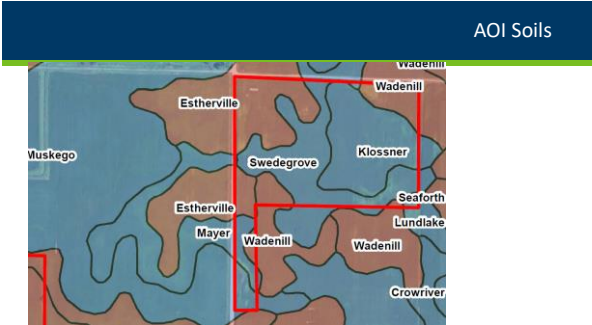 AOI Soils
Wadenill
Wadenill
Estherville
Muskego
Klossner
Swedegrove
Seaforth
Estherville
Lundlake
Mayer
Wadenill
Wadenill
Crowriver